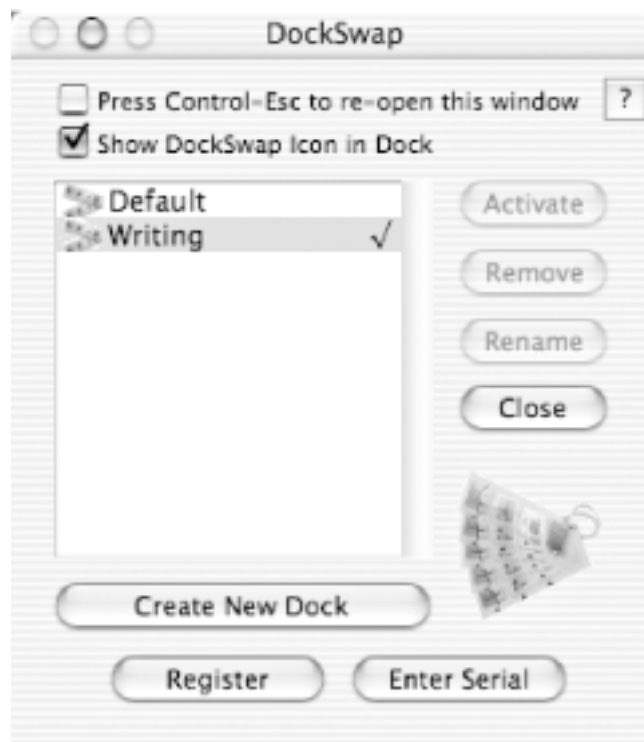 DockSwap
Press Control-Esc to re-open this window ?
Show DockSwap Icon in Dock
Default
Writing √
Activate
Remove
Rename
Close
Create New Dock
Register
Enter Serial